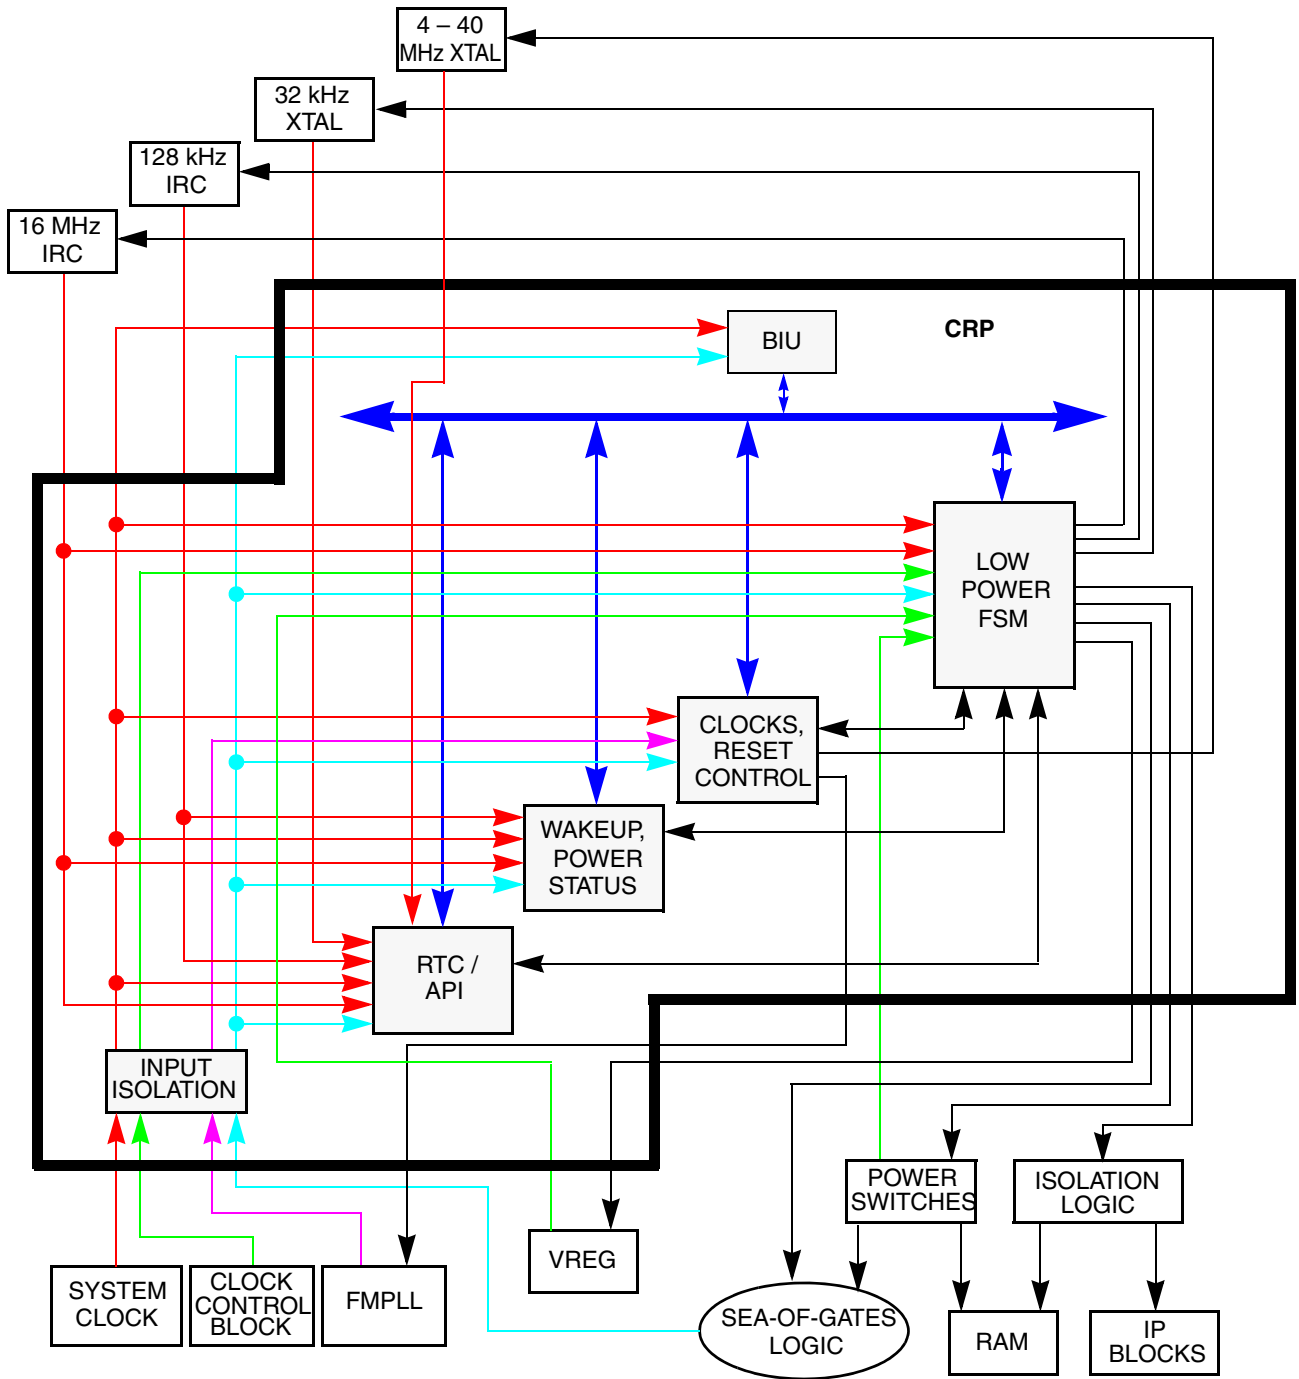 4 – 40
MHz XTAL
32 kHz
XTAL
128 kHz
IRC
16 MHz
IRC
BIU
CRP
LOW
POWER
FSM
CLOCKS,
RESET
CONTROL
WAKEUP,
POWER
STATUS
RTC /
API
INPUT
ISOLATION
POWER
SWITCHES
ISOLATION
LOGIC
VREG
SYSTEM
CLOCK
CLOCK
CONTROL
BLOCK
FMPLL
SEA-OF-GATES
LOGIC
RAM
IP
BLOCKS